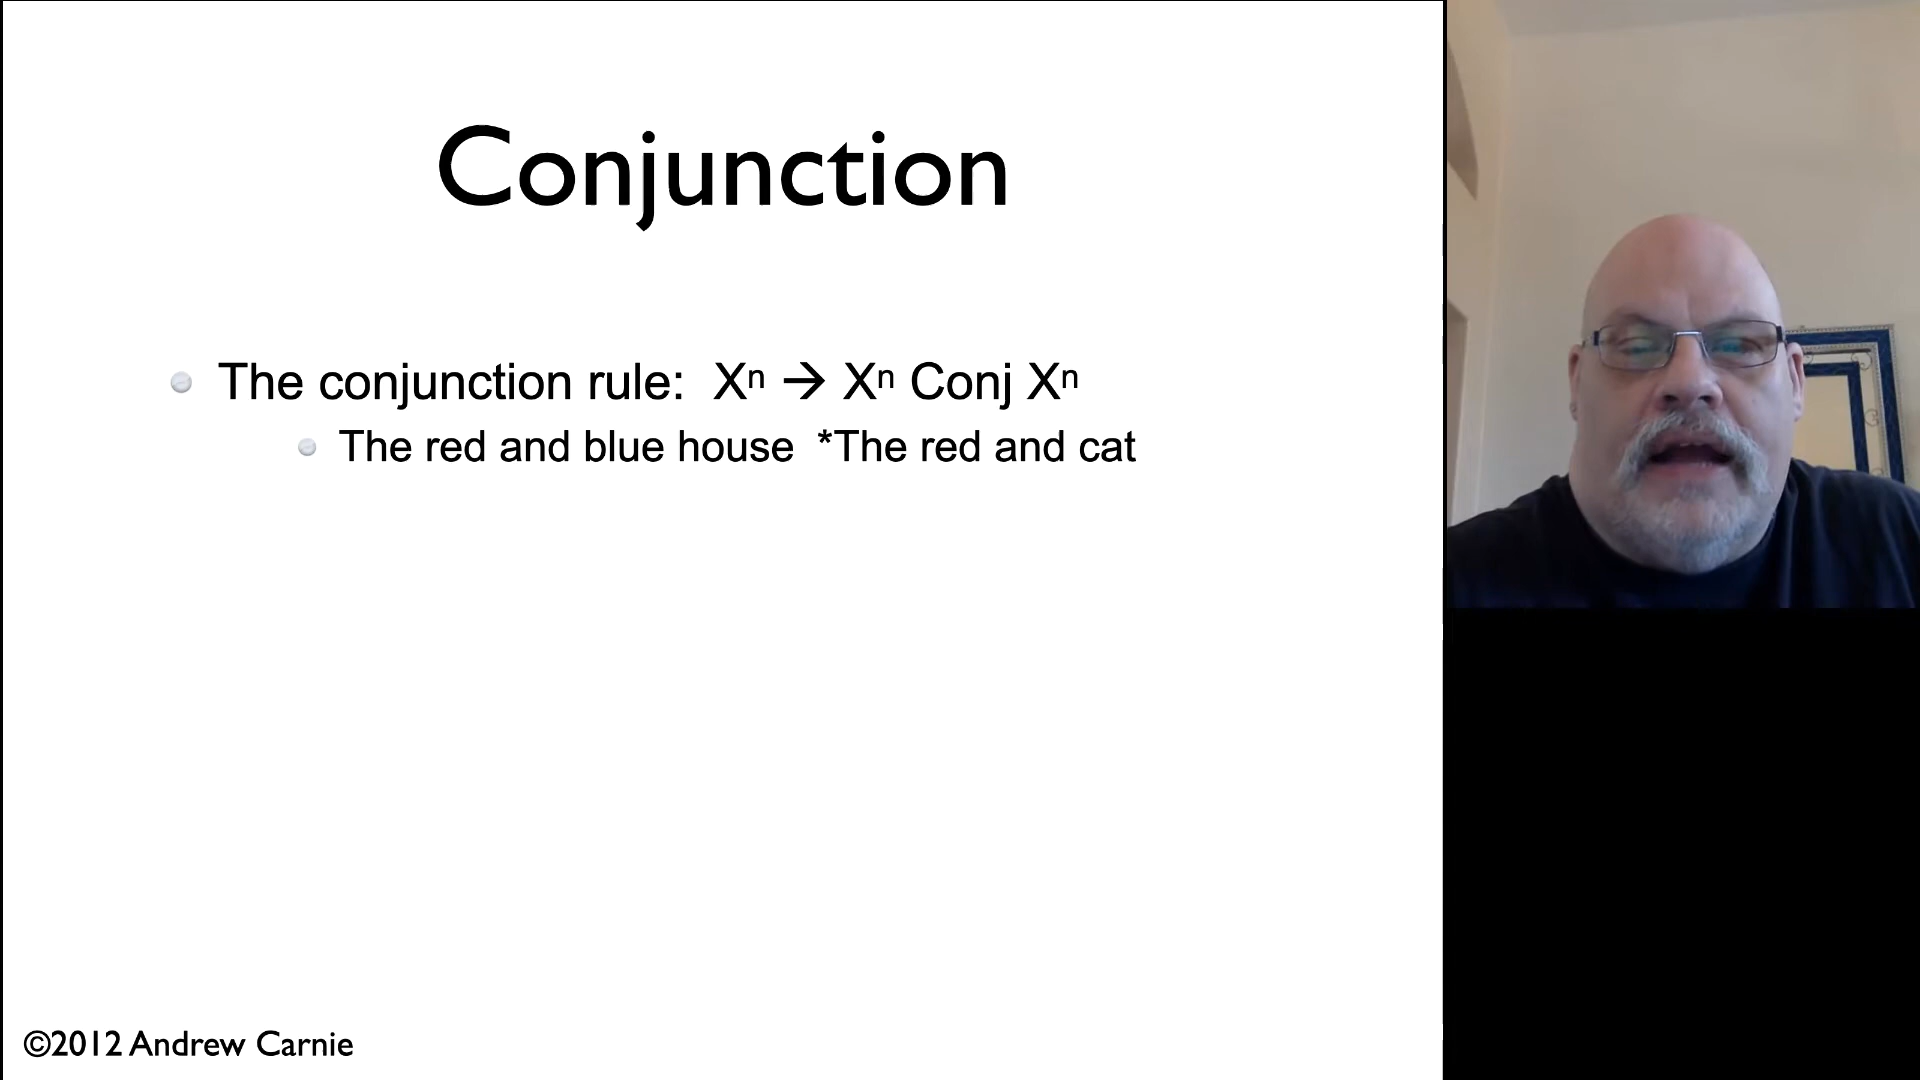 Conjunction
The conjunction rule: Xⁿ → Xⁿ Conj Xⁿ
The red and blue house *The red and cat
©2012 Andrew Carnie